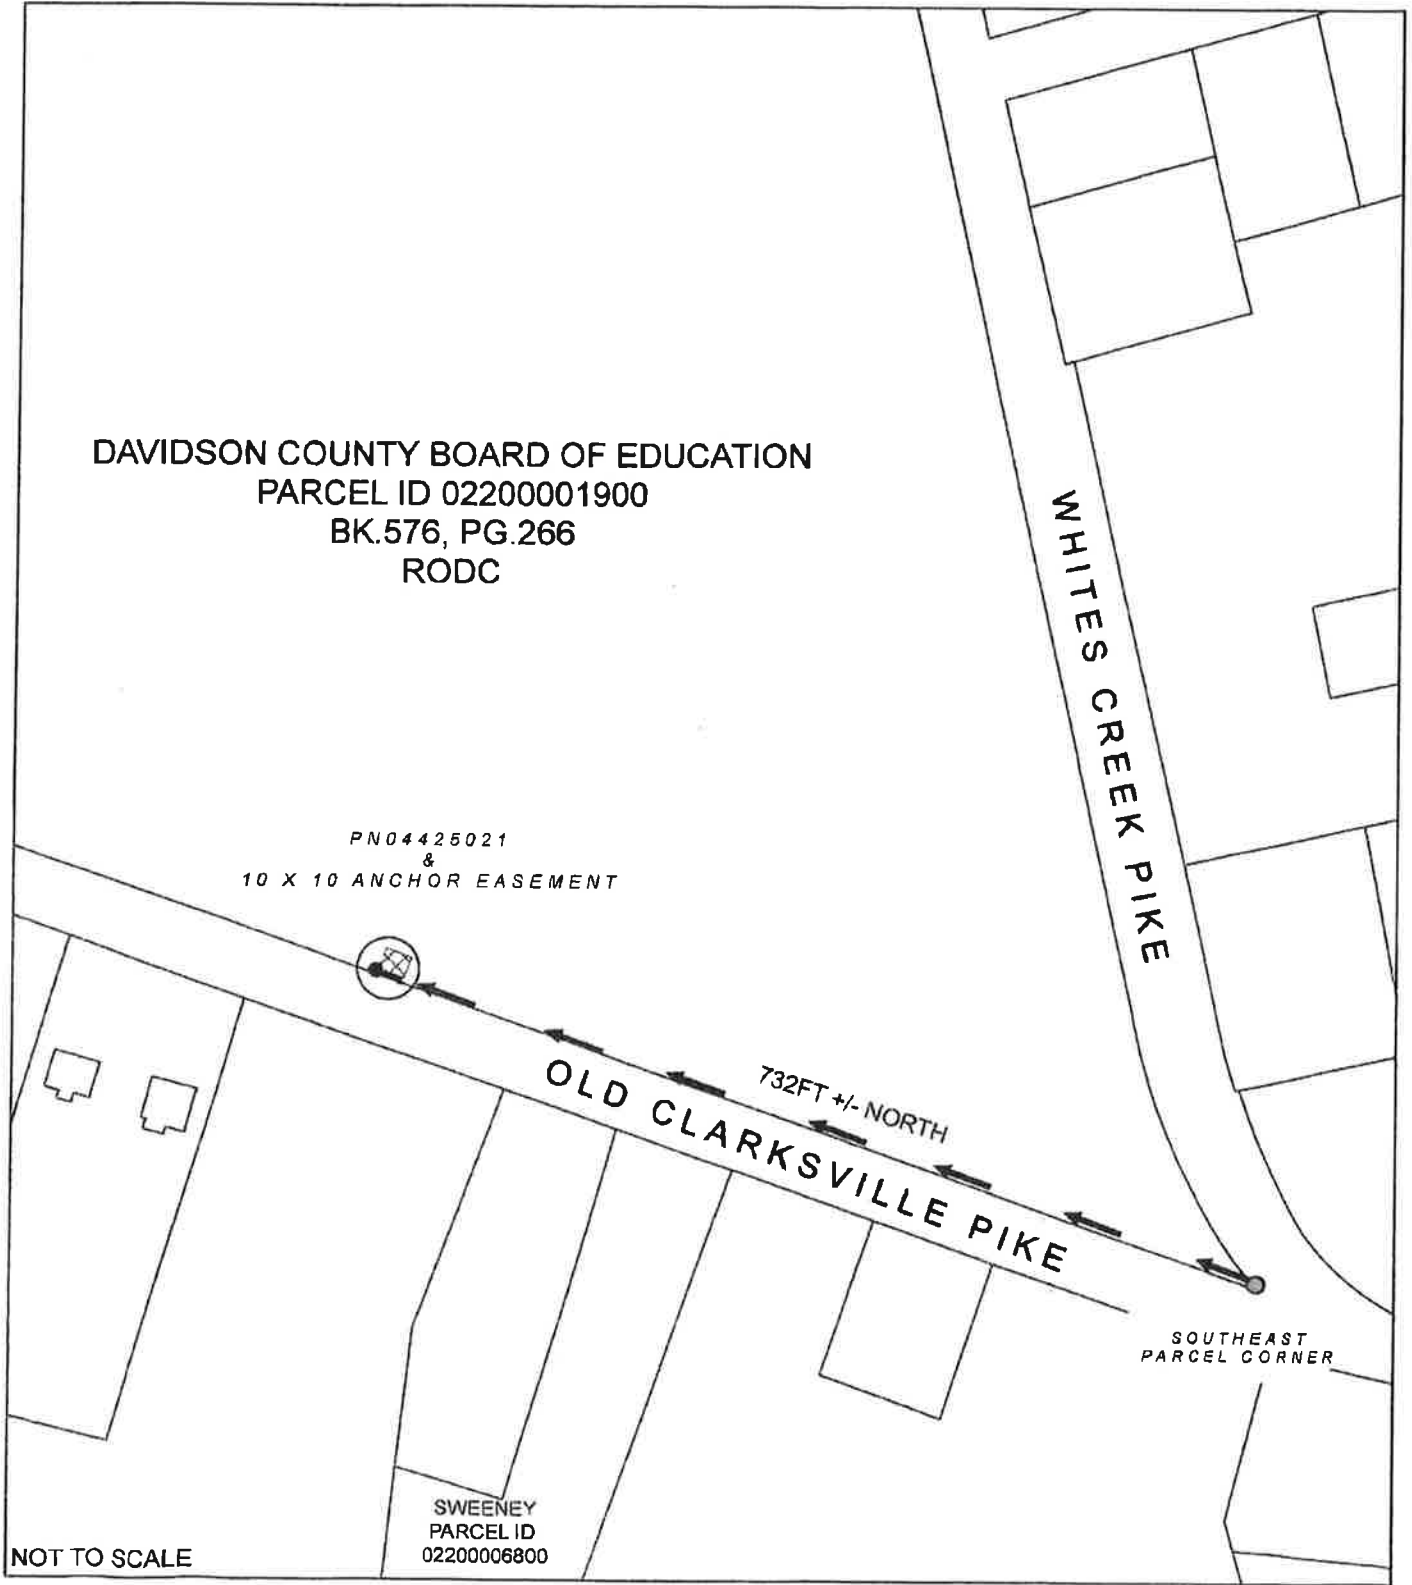 DAVIDSON COUNTY BOARD OF EDUCATION
PARCEL ID 02200001900
BK.576, PG.266
RODC
WHITES CREEK PIKE
PN04425021
&
10 X 10 ANCHOR EASEMENT
732FT +/- NORTH
OLD CLARKSVILLE PIKE
SOUTHEAST
PARCEL CORNER
SWEENEY
PARCEL ID
02200006800
NOT TO SCALE